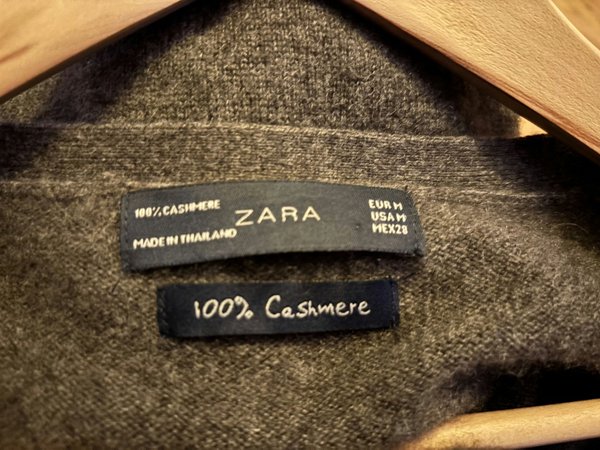 100% CASHMERE
MADE IN THAILAND
ZARA
EUR M
USA M
MEX 28
100% Cashmere